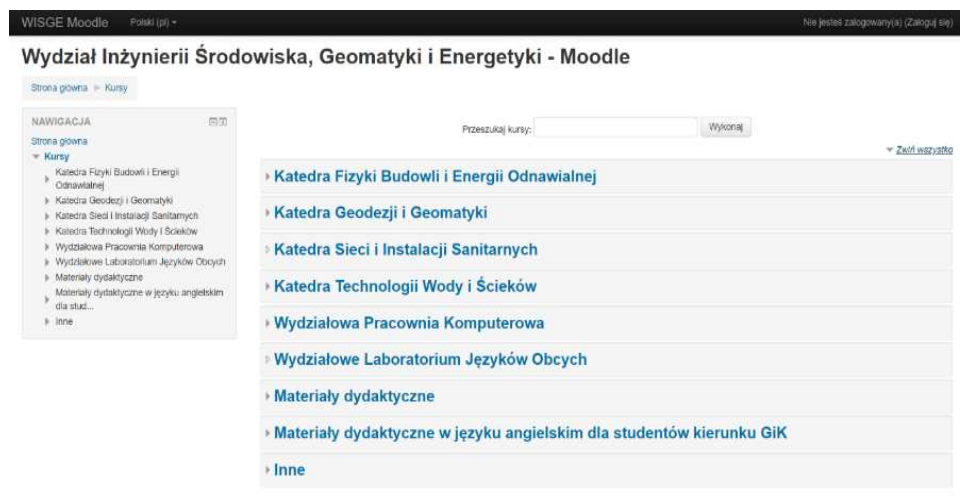 WISGE Moodle Polski (pl)
Nie jesteś zalogowany(a) (Zaloguj się)
Wydział Inżynierii Środowiska, Geomatyki i Energetyki - Moodle
Strona główna Kursy
NAWIGACJA
Strona główna
Kursy
Katedra Fizyki Budowli i Energii
Odnawialnej
Katedra Geodezji i Geomatyki
Katedra Sieci i Instalacji Sanitarnych
Katedra Technologii Wody i Ścieków
Wydziałowa Pracownia Komputerowa
Wydziałowe Laboratorium Języków Obcych
Materiały dydaktyczne
Materiały dydaktyczne w języku angielskim
dla stud...
Inne
Przeszukaj kursy: Wykonaj
Zwiń wszystko
Katedra Fizyki Budowli i Energii Odnawialnej
Katedra Geodezji i Geomatyki
Katedra Sieci i Instalacji Sanitarnych
Katedra Technologii Wody i Ścieków
Wydziałowa Pracownia Komputerowa
Wydziałowe Laboratorium Języków Obcych
Materiały dydaktyczne
Materiały dydaktyczne w języku angielskim dla studentów kierunku GiK
Inne